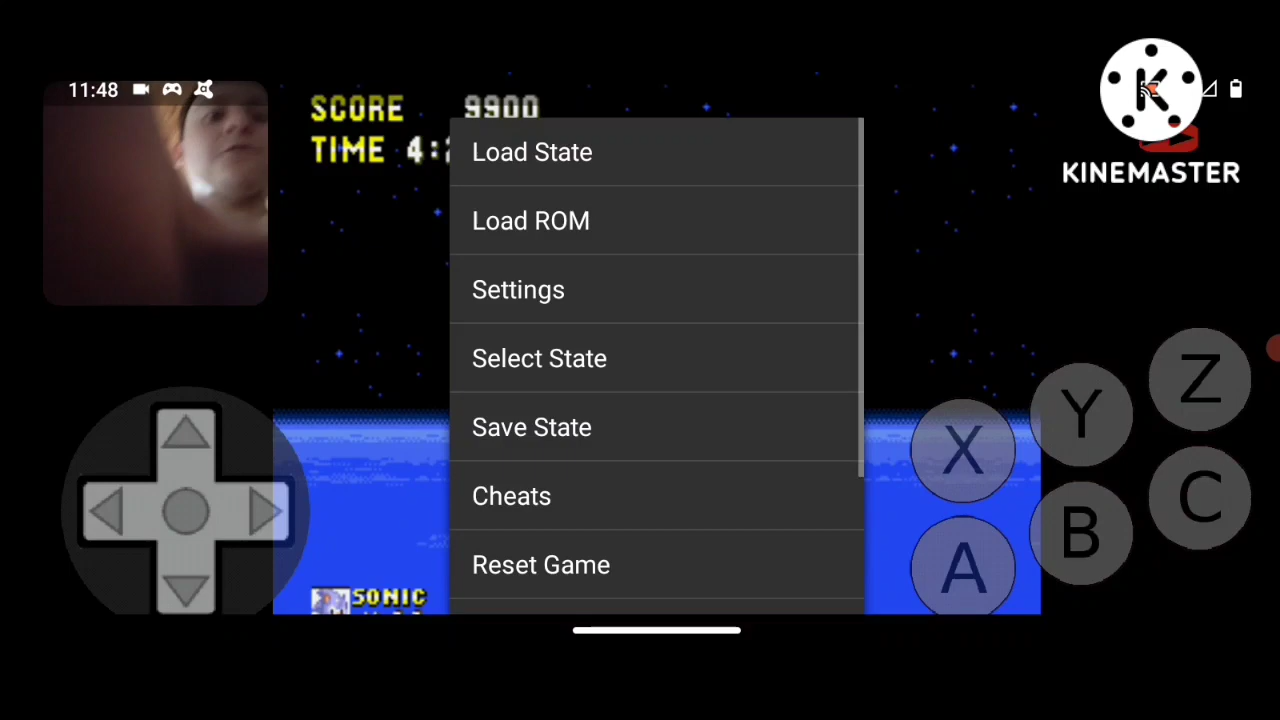 11:48
SCORE 9900
TIME 4:2
K
KINEMASTER
Load State
Load ROM
Settings
Select State
Save State
Cheats
Reset Game
X
Y
Z
A
B
C
SONIC